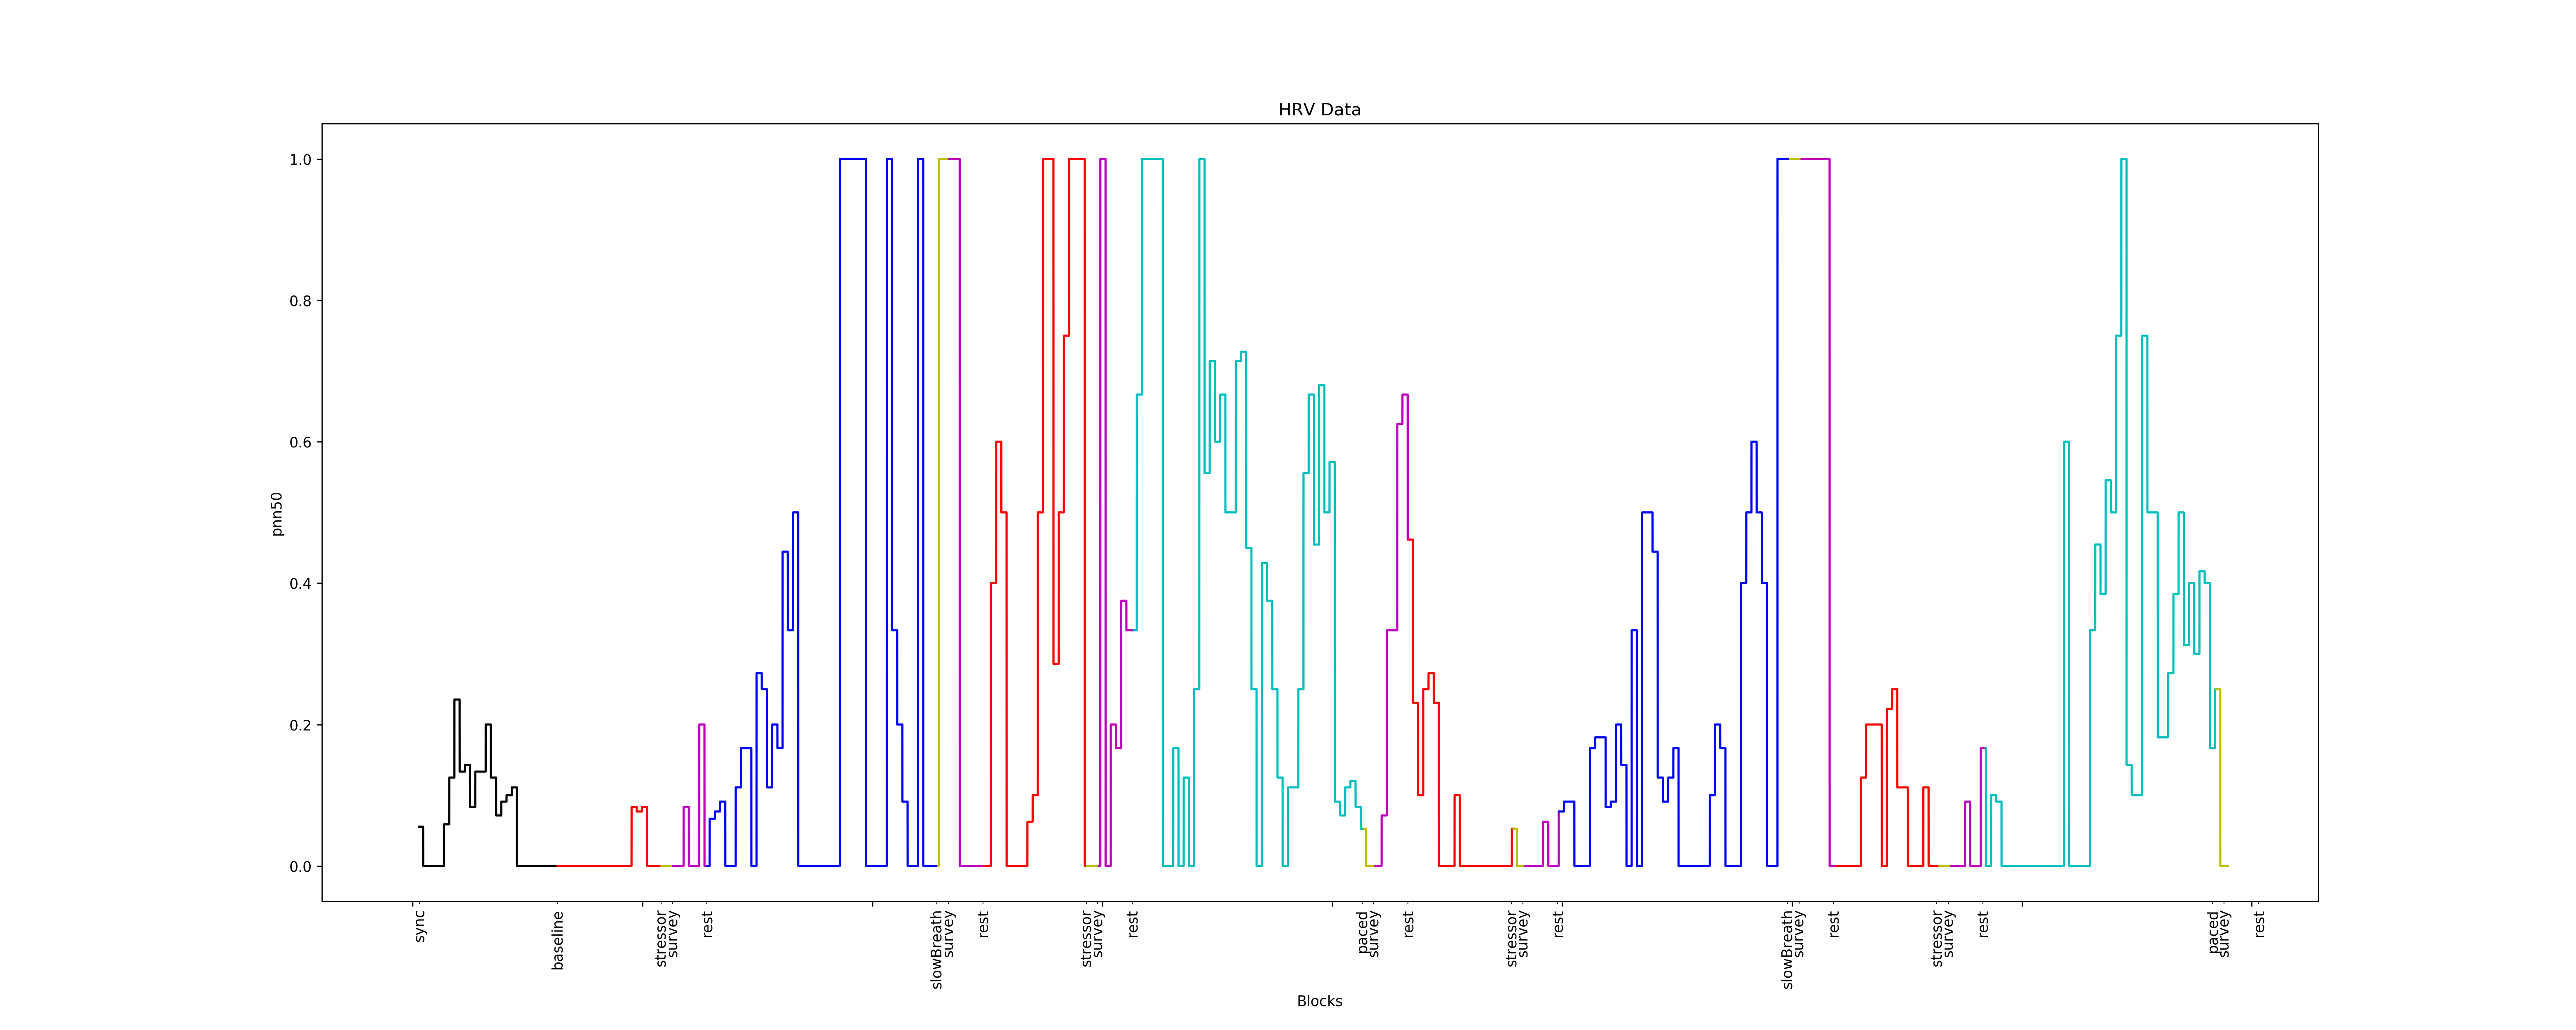 HRV Data
1.0
0.8
0.6
0.4
0.2
0.0
pnn50
sync
baseline
stressor
survey
rest
slowBreath
survey
rest
stressor
survey
rest
paced
survey
rest
stressor
survey
rest
slowBreath
survey
rest
stressor
survey
rest
paced
survey
rest
Blocks